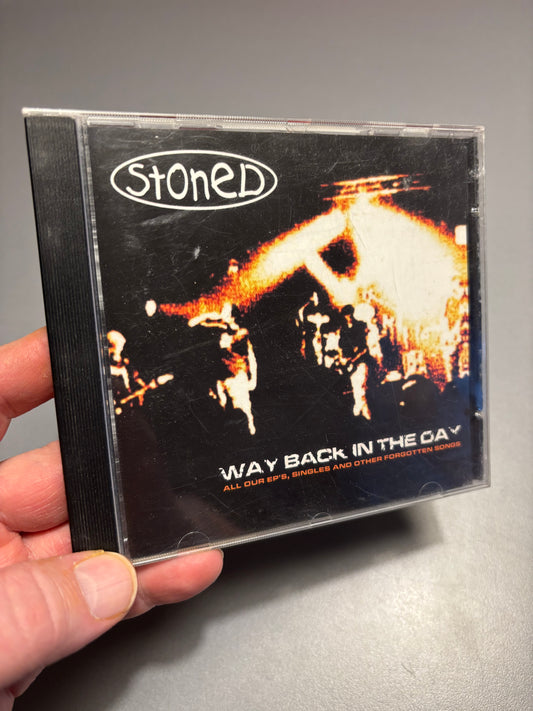 StoneD
WAY BACK IN THE DAY
ALL OUR EP'S, SINGLES AND OTHER FORGOTTEN SONGS